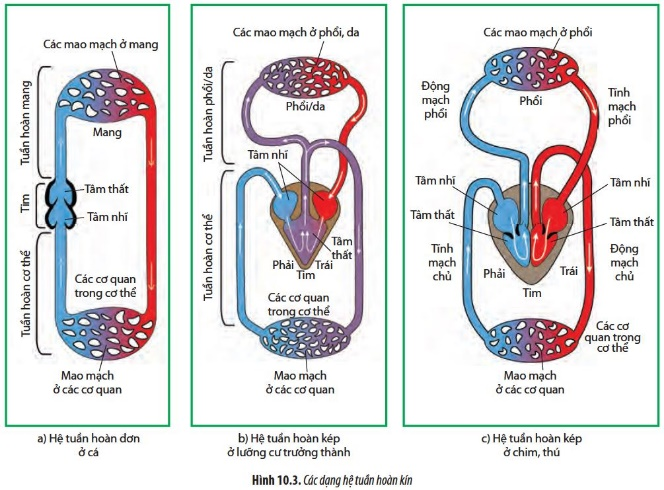 Các mao mạch ở mang
Tuần hoàn mang
Mang
Tim
Tâm thất
Tâm nhĩ
Tuần hoàn cơ thể
Các cơ quan
trong cơ thể
Mao mạch
ở các cơ quan
a) Hệ tuần hoàn đơn
ở cá
Các mao mạch ở phổi, da
Tuần hoàn phổi/da
Phổi/da
Tâm nhĩ
Tuần hoàn cơ thể
Tâm
thất
Phải
Trái
Tim
Các cơ quan
trong cơ thể
Mao mạch
ở các cơ quan
b) Hệ tuần hoàn kép
ở lưỡng cư trưởng thành
Các mao mạch ở phổi
Động
mạch
phổi
Phổi
Tĩnh
mạch
phổi
Tâm nhĩ
Tâm nhĩ
Tâm thất
Tâm thất
Tĩnh
mạch
chủ
Phải
Trái
Động
mạch
chủ
Tim
Các cơ
quan trong
cơ thể
Mao mạch
ở các cơ quan
c) Hệ tuần hoàn kép
ở chim, thú
Hình 10.3. Các dạng hệ tuần hoàn kín